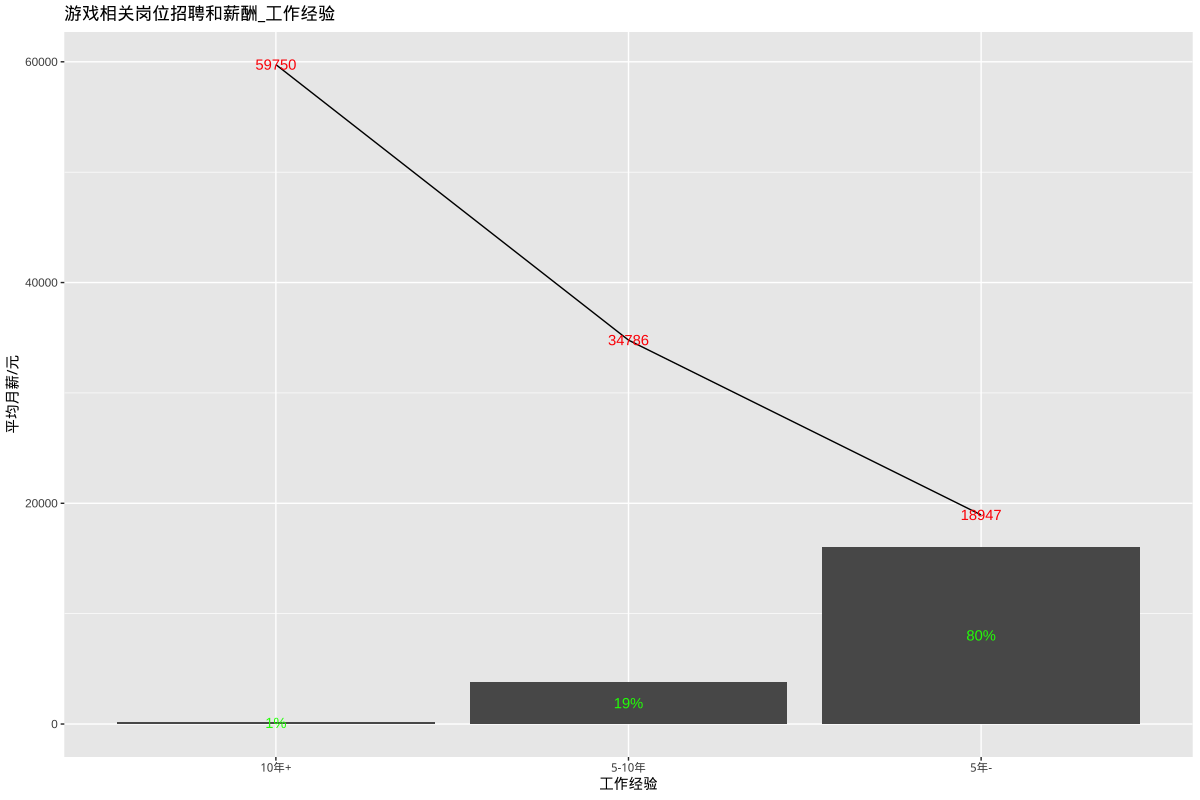 游戏相关岗位招聘和薪酬_工作经验
60000
59750
40000
34786
平均月薪/元
20000
18947
80%
19%
0
1%
10年+
5-10年
5年-
工作经验